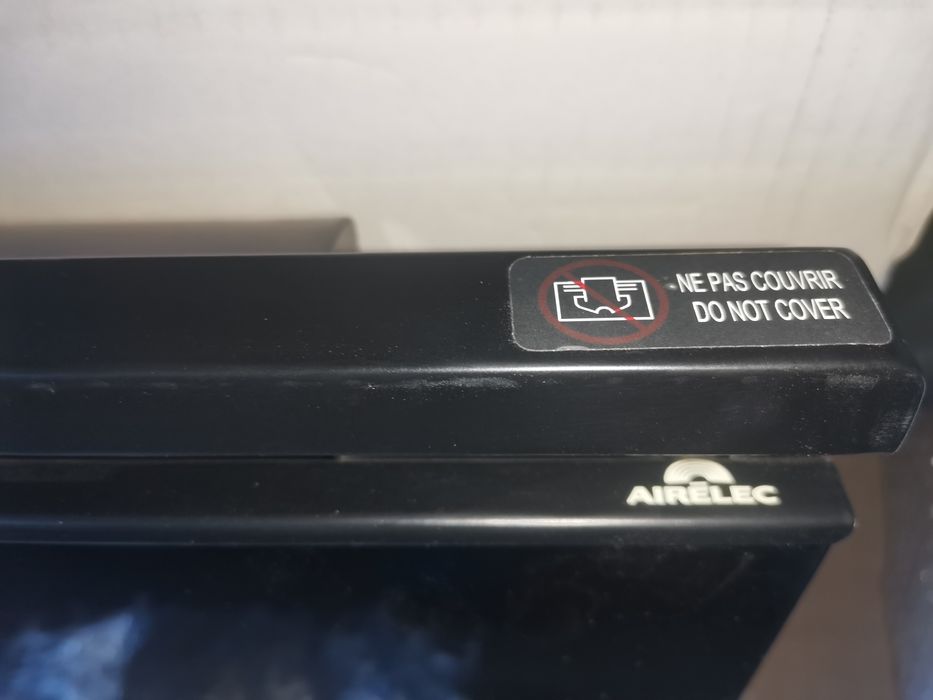 NE PAS COUVRIR
DO NOT COVER
AIRELEC